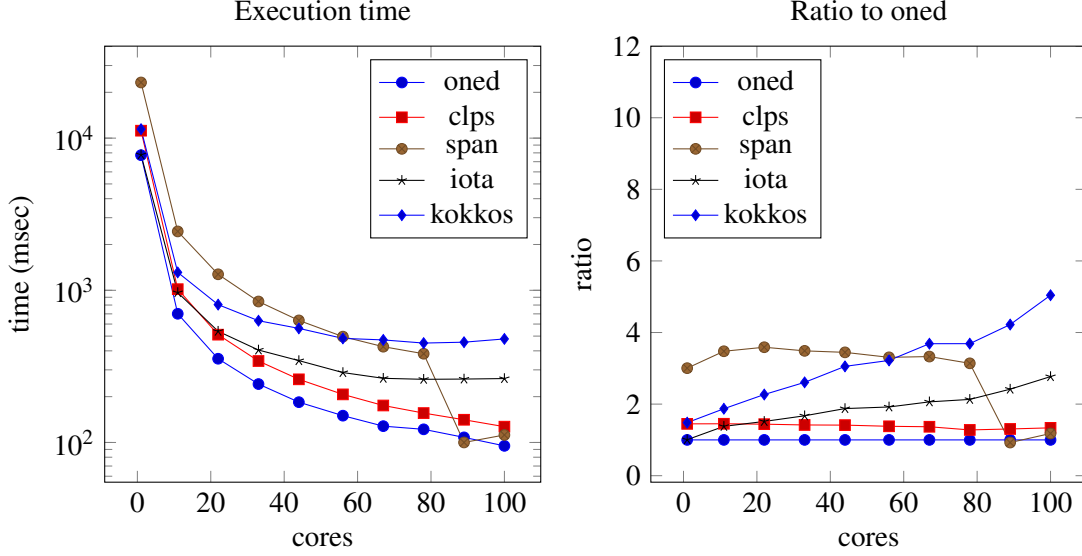 Execution time
10^4
10^3
10^2
time (msec)
0 20 40 60 80 100
cores
oned
clps
span
iota
kokkos
Ratio to oned
12
10
8
6
4
2
0
ratio
0 20 40 60 80 100
cores
oned
clps
span
iota
kokkos